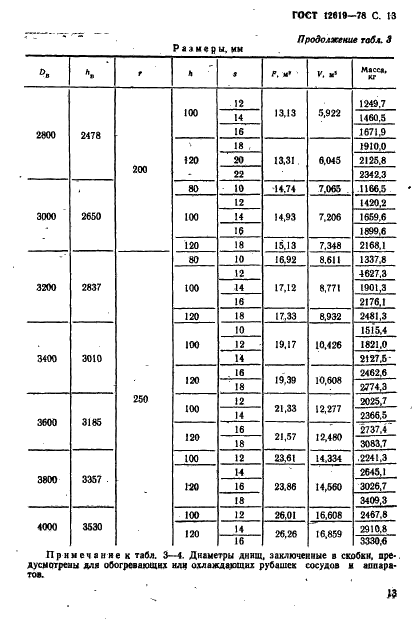 ГОСТ 12619—78 С. 13
Продолжение табл. 3
Размеры, мм
Dв hв r h s F, м² V, м³ Масса, кг
2800 2478 200 100 12 13,13 5,922 1249,7
14 1460,5
16 1671,9
120 18 13,31 6,045 1910,0
20 2125,8
22 2342,3
3000 2650 80 10 14,74 7,065 1166,5
100 12 14,93 7,206 1420,2
14 1659,6
16 1899,6
120 18 15,13 7,348 2168,1
3200 2837 250 80 10 16,92 8,611 1337,8
100 12 17,12 8,771 1627,3
14 1901,3
16 2176,1
120 18 17,33 8,932 2481,3
3400 3010 100 10 19,17 10,426 1515,4
12 1821,0
14 2127,5
120 16 19,39 10,608 2462,6
18 2774,3
3600 3185 100 12 21,33 12,277 2025,7
14 2366,5
120 16 21,57 12,480 2737,4
18 3083,7
3800 3357 100 12 23,61 14,334 2241,3
120 14 23,86 14,560 2645,1
16 3026,7
18 3409,3
4000 3530 100 12 26,01 16,608 2467,8
120 14 26,26 16,859 2910,8
16 3330,6
Примечание к табл. 3—4. Диаметры днищ, заключенные в скобки, пре-
дусмотрены для обогревающих или охлаждающих рубашек сосудов и аппара-
тов.
13